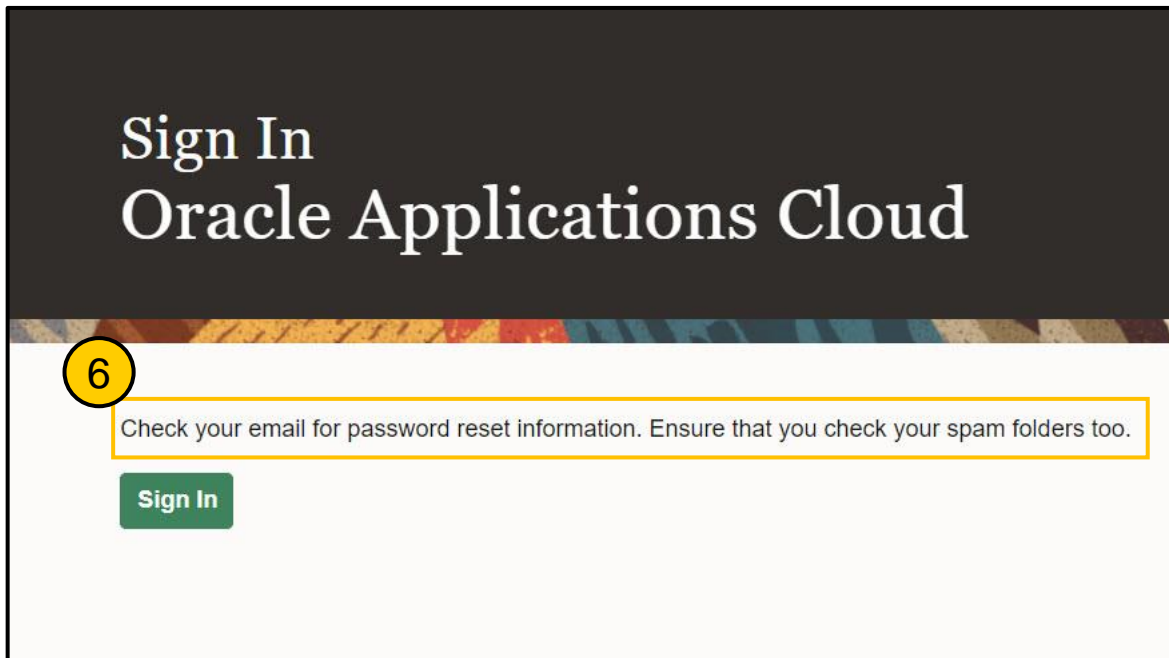 Sign In
Oracle Applications Cloud
6
Check your email for password reset information. Ensure that you check your spam folders too.
Sign In